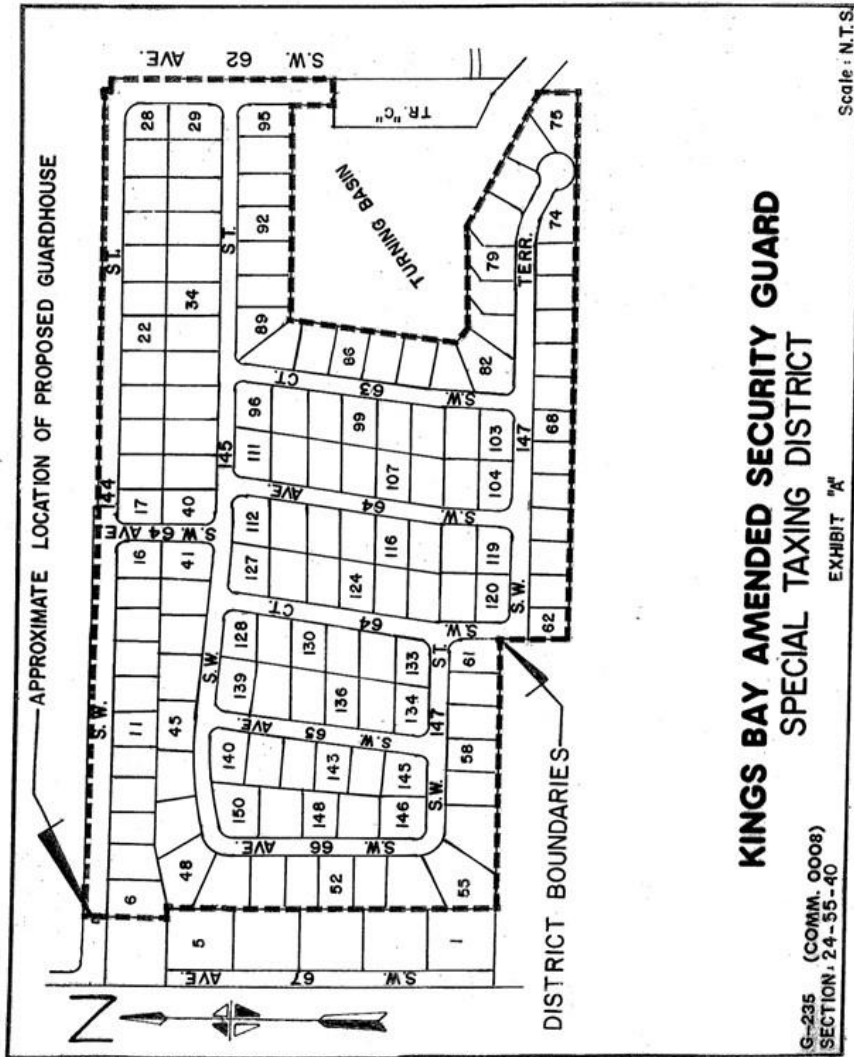 APPROXIMATE LOCATION OF PROPOSED GUARDHOUSE
N
S.W. 144 ST.
6
11
16
17
22
28
5
48
45
41
40
34
29
S.W. 64 AVE
S.W. 62 AVE.
S.W. 145 ST.
150
140
139
128
127
112
111
96
89
92
95
S.W. 67 AVE.
S.W. 66 AVE.
S.W. 65 AVE.
S.W. 64 CT.
S.W. 64 AVE.
S.W. 63 CT.
52
148
143
136
130
124
116
107
99
86
TURNING BASIN
TR. "C"
1
55
146
145
134
133
120
119
104
103
82
79
S.W. 147 ST.
58
61
S.W. 147 TERR.
62
68
74
75
DISTRICT BOUNDARIES
KINGS BAY AMENDED SECURITY GUARD
SPECIAL TAXING DISTRICT
G-235 (COMM. 0008)
SECTION: 24-55-40
EXHIBIT "A"
Scale: N.T.S.